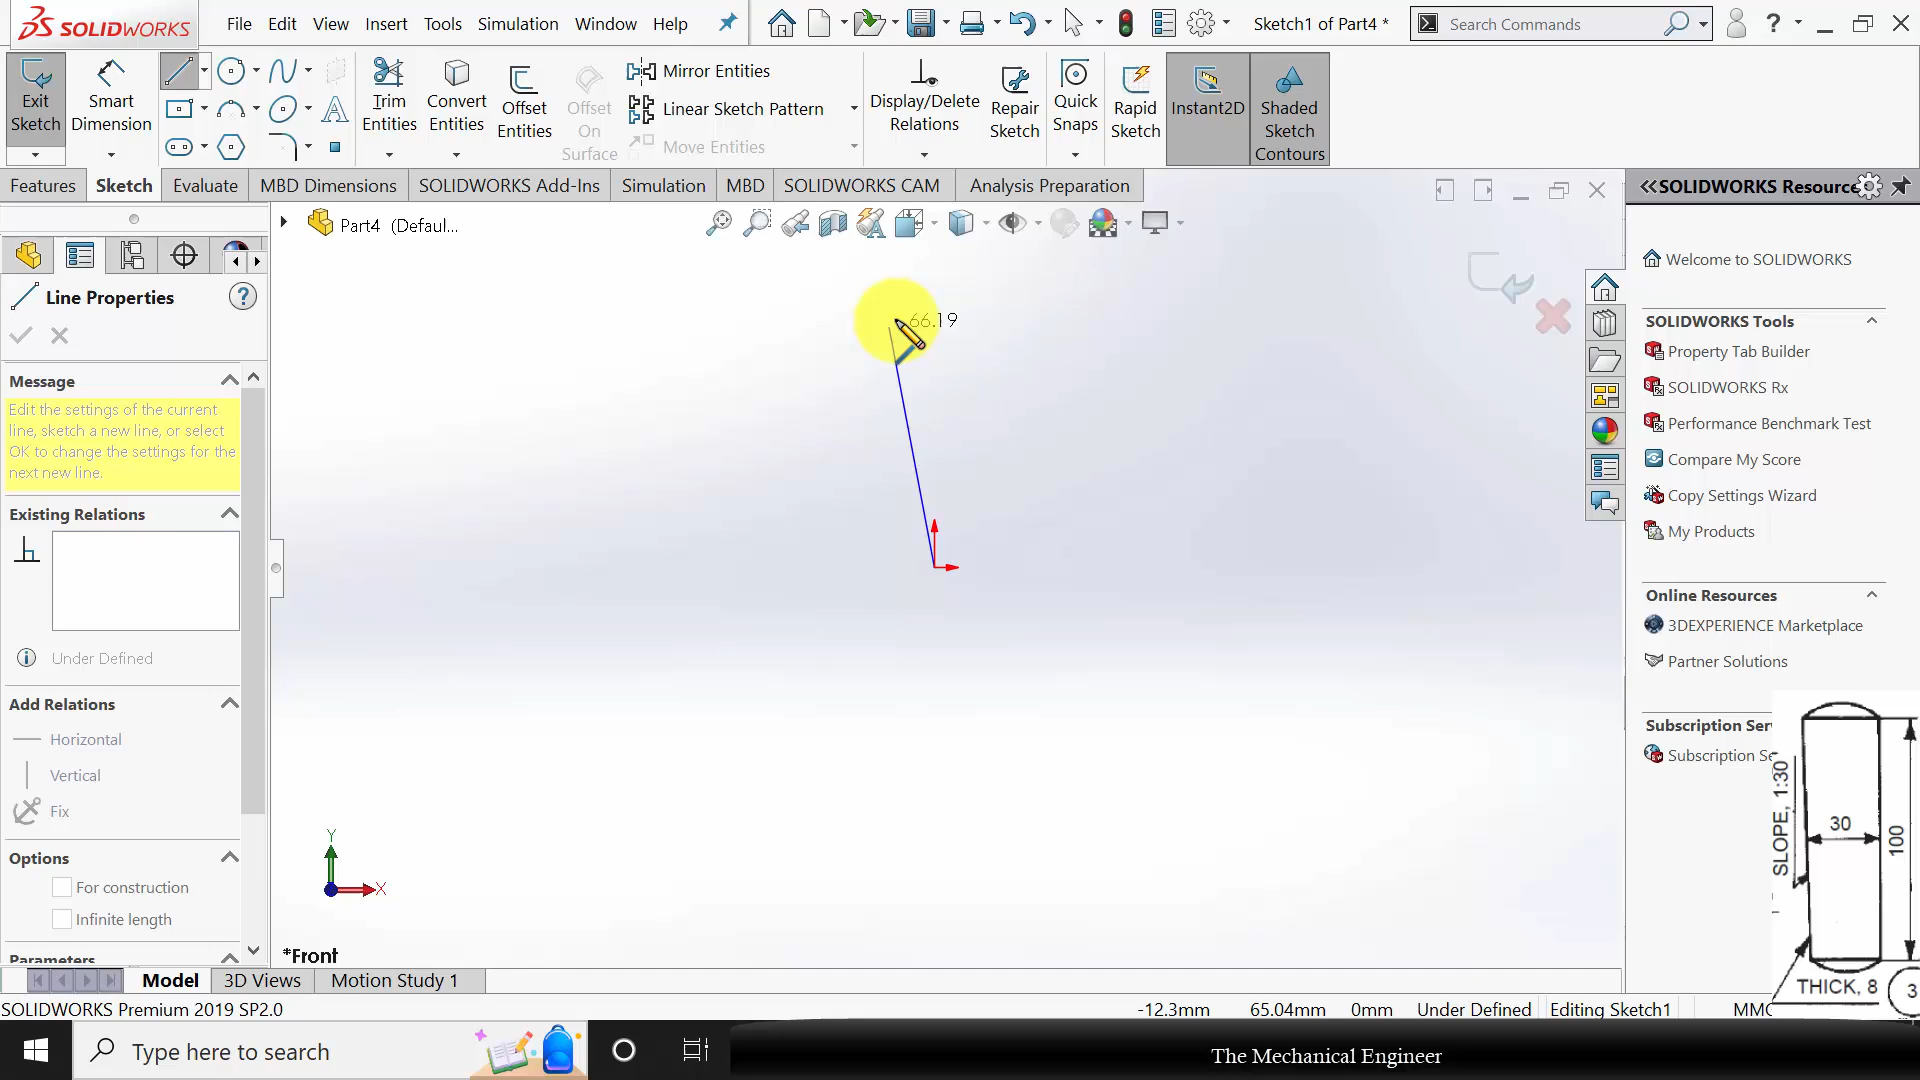 SOLIDWORKS
File Edit View Insert Tools Simulation Window Help
Sketch1 of Part4 *
Search Commands
?
Exit Sketch
Smart Dimension
Trim Entities
Convert Entities
Offset Entities
Offset On Surface
Mirror Entities
Linear Sketch Pattern
Move Entities
Display/Delete Relations
Repair Sketch
Quick Snaps
Rapid Sketch
Instant2D
Shaded Sketch Contours
Features Sketch Evaluate MBD Dimensions SOLIDWORKS Add-Ins Simulation MBD SOLIDWORKS CAM Analysis Preparation
Part4 (Defaul...
Line Properties
?
Message
Edit the settings of the current
line, sketch a new line, or select
OK to change the settings for the
next new line.
Existing Relations
Under Defined
Add Relations
Horizontal
Vertical
Fix
Options
For construction
Infinite length
Parameters
66.19
Y
X
*Front
SOLIDWORKS Resource
Welcome to SOLIDWORKS
SOLIDWORKS Tools
Property Tab Builder
SOLIDWORKS Rx
Performance Benchmark Test
Compare My Score
Copy Settings Wizard
My Products
Online Resources
3DEXPERIENCE Marketplace
Partner Solutions
Subscription Serv
Subscription Se
SLOPE, 1:30
30
100
THICK, 8
3
Model 3D Views Motion Study 1
SOLIDWORKS Premium 2019 SP2.0
-12.3mm 65.04mm 0mm Under Defined Editing Sketch1 MMG
Type here to search
The Mechanical Engineer